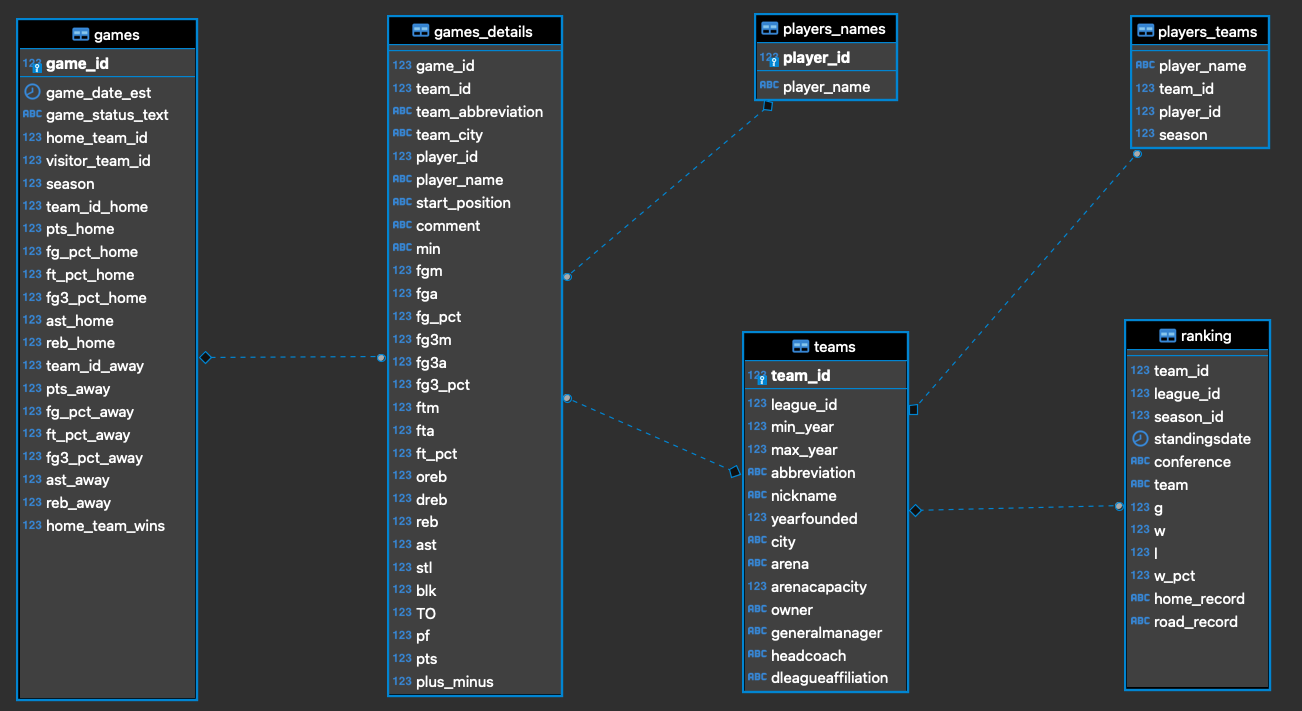 games
123 game_id
game_date_est
ABC game_status_text
123 home_team_id
123 visitor_team_id
123 season
123 team_id_home
123 pts_home
123 fg_pct_home
123 ft_pct_home
123 fg3_pct_home
123 ast_home
123 reb_home
123 team_id_away
123 pts_away
123 fg_pct_away
123 ft_pct_away
123 fg3_pct_away
123 ast_away
123 reb_away
123 home_team_wins
games_details
123 game_id
123 team_id
ABC team_abbreviation
ABC team_city
123 player_id
ABC player_name
ABC start_position
ABC comment
ABC min
123 fgm
123 fga
123 fg_pct
123 fg3m
123 fg3a
123 fg3_pct
123 ftm
123 fta
123 ft_pct
123 oreb
123 dreb
123 reb
123 ast
123 stl
123 blk
123 TO
123 pf
123 pts
123 plus_minus
players_names
123 player_id
ABC player_name
teams
123 team_id
123 league_id
123 min_year
123 max_year
ABC abbreviation
ABC nickname
123 yearfounded
ABC city
ABC arena
123 arenacapacity
ABC owner
ABC generalmanager
ABC headcoach
ABC dleagueaffiliation
players_teams
ABC player_name
123 team_id
123 player_id
123 season
ranking
123 team_id
123 league_id
123 season_id
standingsdate
ABC conference
ABC team
123 g
123 w
123 l
123 w_pct
ABC home_record
ABC road_record